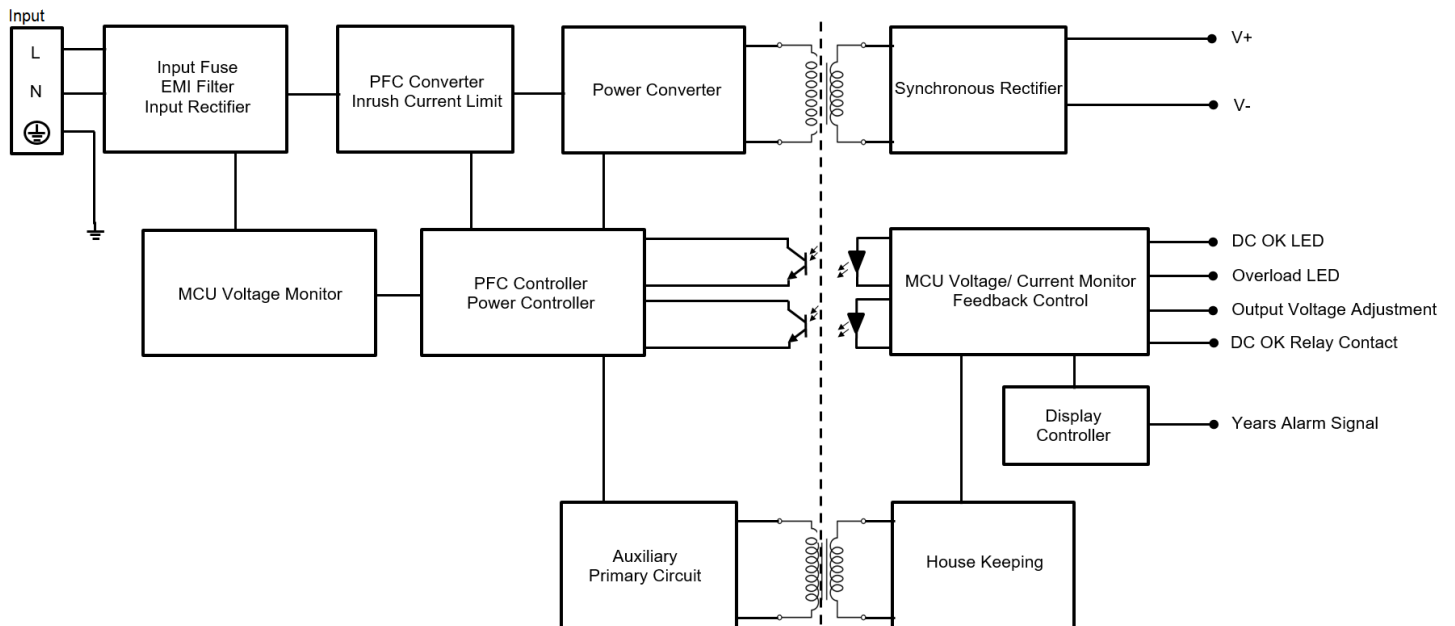 Input
L
N
Input Fuse
EMI Filter
Input Rectifier
PFC Converter
Inrush Current Limit
Power Converter
Synchronous Rectifier
V+
V-
MCU Voltage Monitor
PFC Controller
Power Controller
MCU Voltage/ Current Monitor
Feedback Control
DC OK LED
Overload LED
Output Voltage Adjustment
DC OK Relay Contact
Display
Controller
Years Alarm Signal
Auxiliary
Primary Circuit
House Keeping